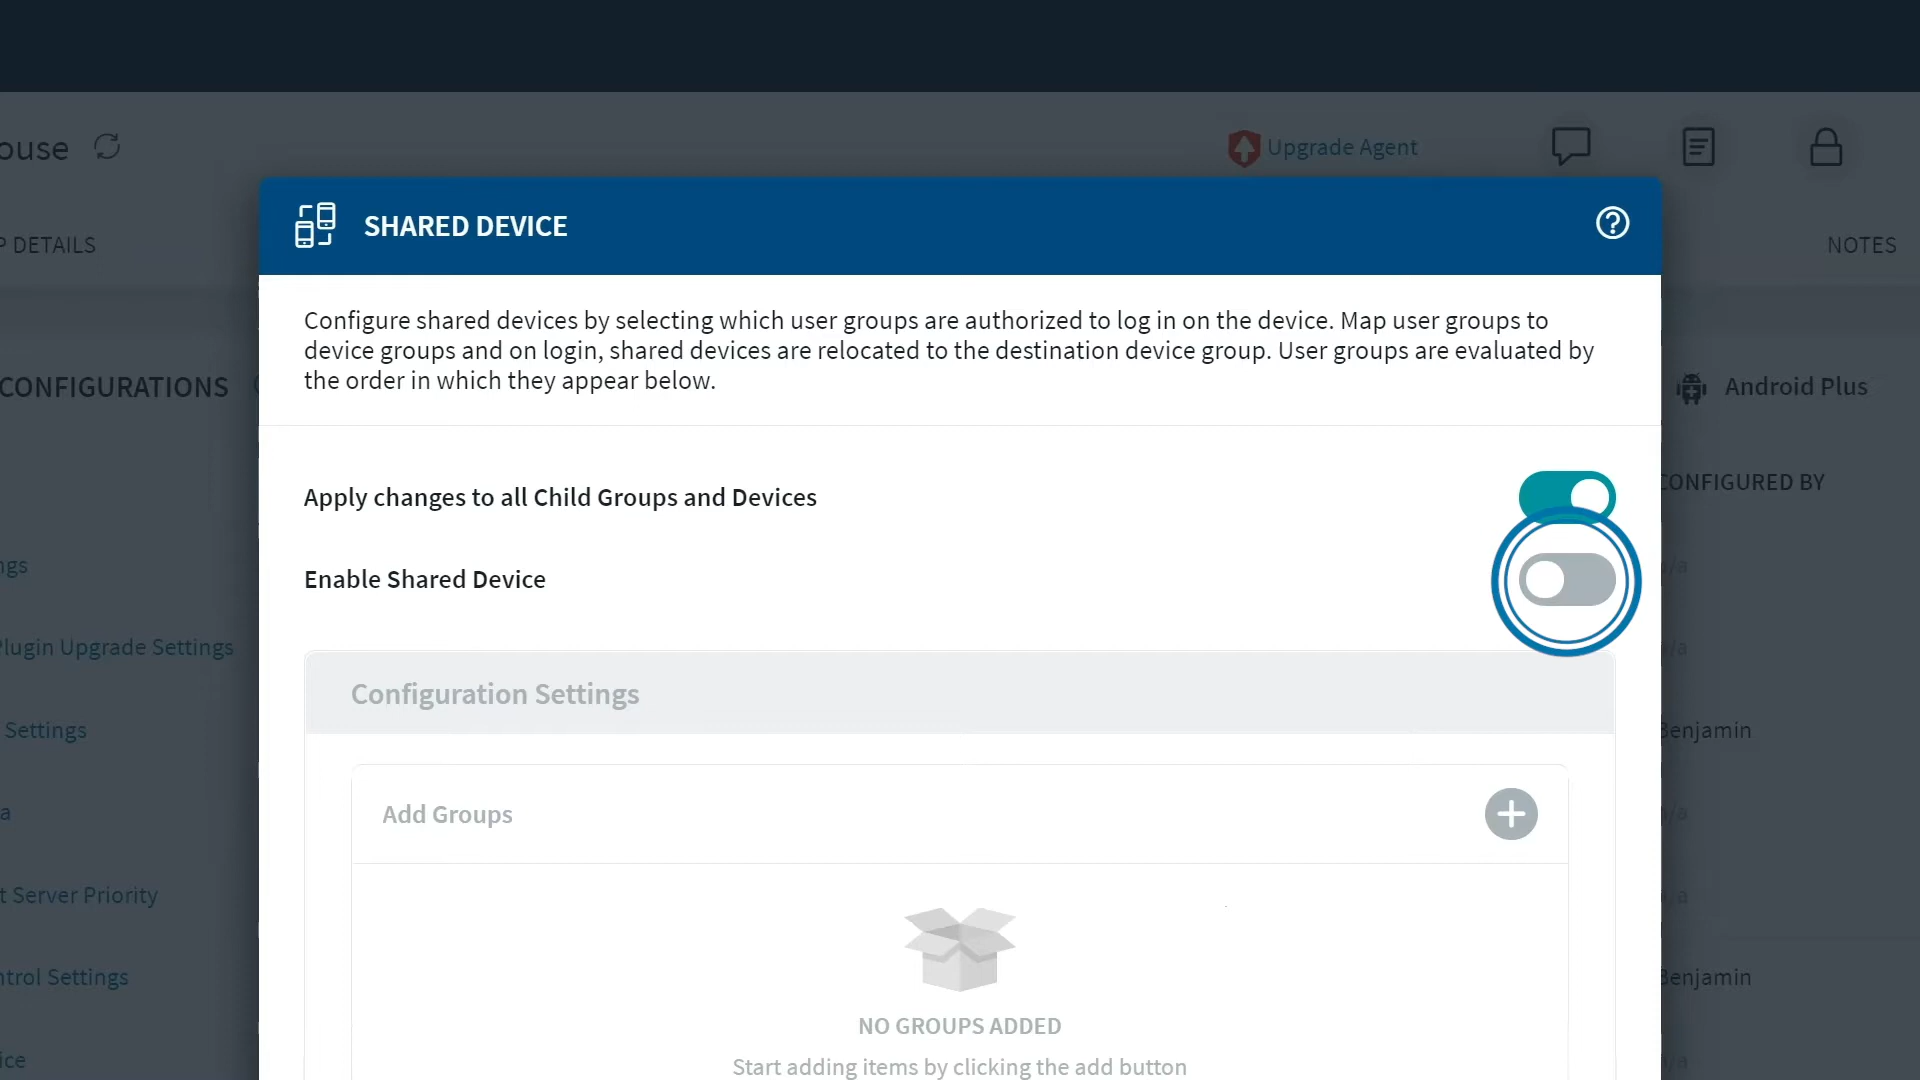 ouse
Upgrade Agent
SHARED DEVICE
P DETAILS
NOTES
Configure shared devices by selecting which user groups are authorized to log in on the device. Map user groups to
device groups and on login, shared devices are relocated to the destination device group. User groups are evaluated by
the order in which they appear below.
CONFIGURATIONS
Android Plus
CONFIGURED BY
Apply changes to all Child Groups and Devices
Enable Shared Device
ngs
/a
Plugin Upgrade Settings
/a
Configuration Settings
Settings
Benjamin
Add Groups
a
/a
t Server Priority
/a
ntrol Settings
Benjamin
NO GROUPS ADDED
Start adding items by clicking the add button
ice
/a